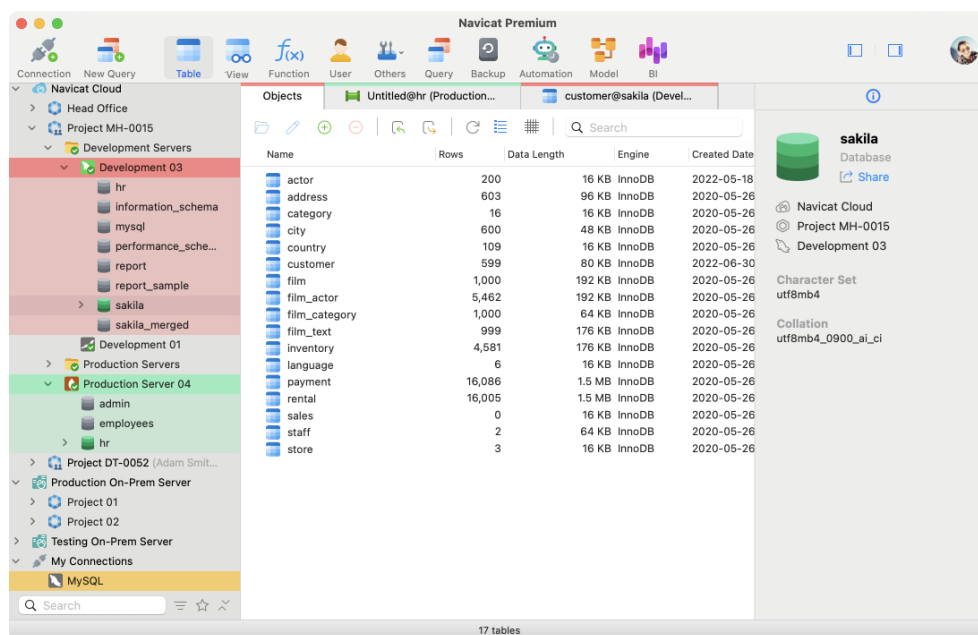 Navicat Premium
Connection New Query Table View Function User Others Query Backup Automation Model BI
Navicat Cloud
Head Office
Project MH-0015
Development Servers
Development 03
hr
information_schema
mysql
performance_sche...
report
report_sample
sakila
sakila_merged
Development 01
Production Servers
Production Server 04
admin
employees
hr
Project DT-0052 (Adam Smit...
Production On-Prem Server
Project 01
Project 02
Testing On-Prem Server
My Connections
MySQL
Search
Objects Untitled@hr (Production... customer@sakila (Devel...
Search
Name Rows Data Length Engine Created Date
actor 200 16 KB InnoDB 2022-05-18
address 603 96 KB InnoDB 2020-05-26
category 16 16 KB InnoDB 2020-05-26
city 600 48 KB InnoDB 2020-05-26
country 109 16 KB InnoDB 2020-05-26
customer 599 80 KB InnoDB 2022-06-30
film 1,000 192 KB InnoDB 2020-05-26
film_actor 5,462 192 KB InnoDB 2020-05-26
film_category 1,000 64 KB InnoDB 2020-05-26
film_text 999 176 KB InnoDB 2020-05-26
inventory 4,581 176 KB InnoDB 2020-05-26
language 6 16 KB InnoDB 2020-05-26
payment 16,086 1.5 MB InnoDB 2020-05-26
rental 16,005 1.5 MB InnoDB 2020-05-26
sales 0 16 KB InnoDB 2020-05-26
staff 2 64 KB InnoDB 2020-05-26
store 3 16 KB InnoDB 2020-05-26
sakila
Database
Share
Navicat Cloud
Project MH-0015
Development 03
Character Set
utf8mb4
Collation
utf8mb4_0900_ai_ci
17 tables